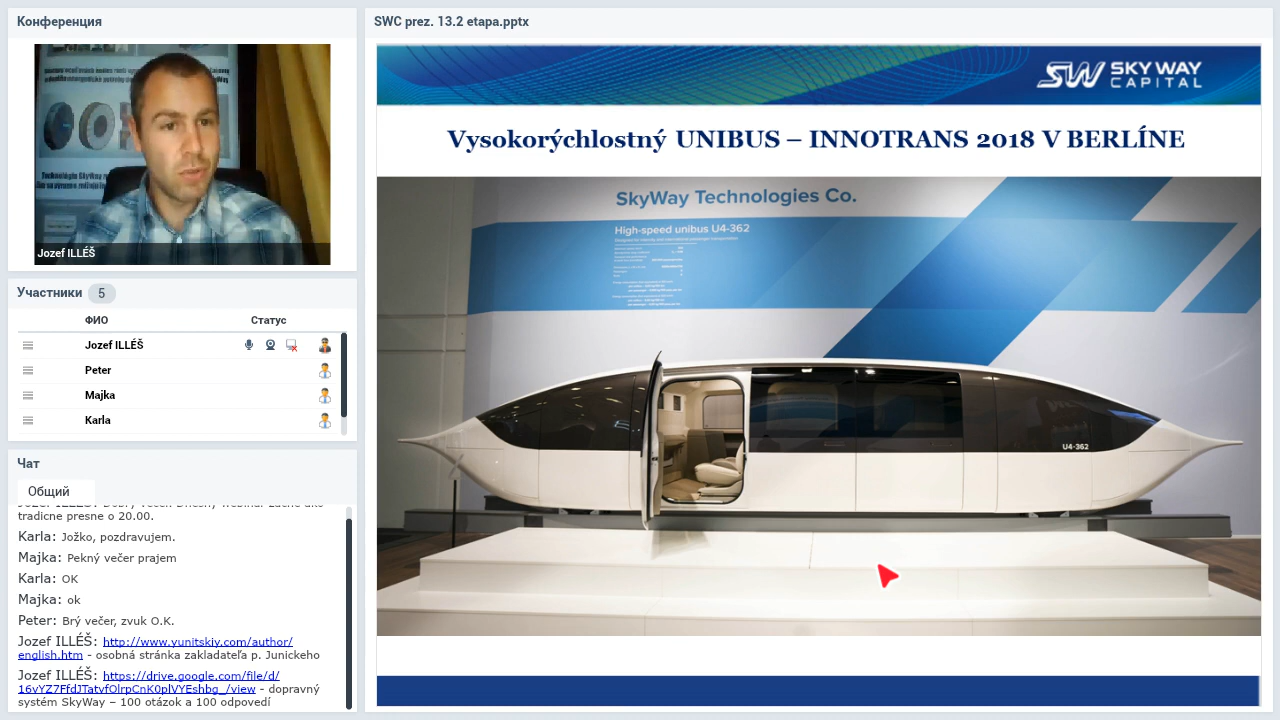 Конференция
Jozef ILLÉŠ
Участники 5
ФИО Статус
Jozef ILLÉŠ
Peter
Majka
Karla
Чат
Общий
tradicne presne o 20.00.
Karla: Jožko, pozdravujem.
Majka: Pekný večer prajem
Karla: OK
Majka: ok
Peter: Brý večer, zvuk O.K.
Jozef ILLÉŠ: http://www.yunitskiy.com/author/
english.htm - osobná stránka zakladateľa p. Junického
Jozef ILLÉŠ: https://drive.google.com/file/d/
16vYZ7FfdJTatvfOlrpCnK0plVYEshbg_/view - dopravný
systém SkyWay – 100 otázok a 100 odpovedí
SWC prez. 13.2 etapa.pptx
SW SKY WAY
CAPITAL
Vysokorýchlostný UNIBUS – INNOTRANS 2018 V BERLÍNE
SkyWay Technologies Co.
High-speed unibus U4-362
U4-362